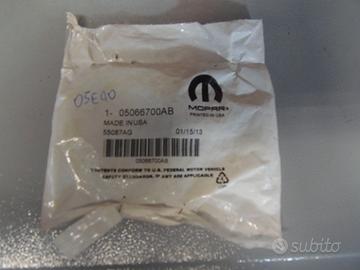 05E00
1- 05066700AB
MADE IN USA
55087AG 01/15/13
MOPAR
PRINTED IN USA
05066700AB
CONTENTS CONFORM TO U.S. FEDERAL MOTOR VEHICLE
SAFETY STANDARDS, IF ANY ARE APPLICABLE
subito